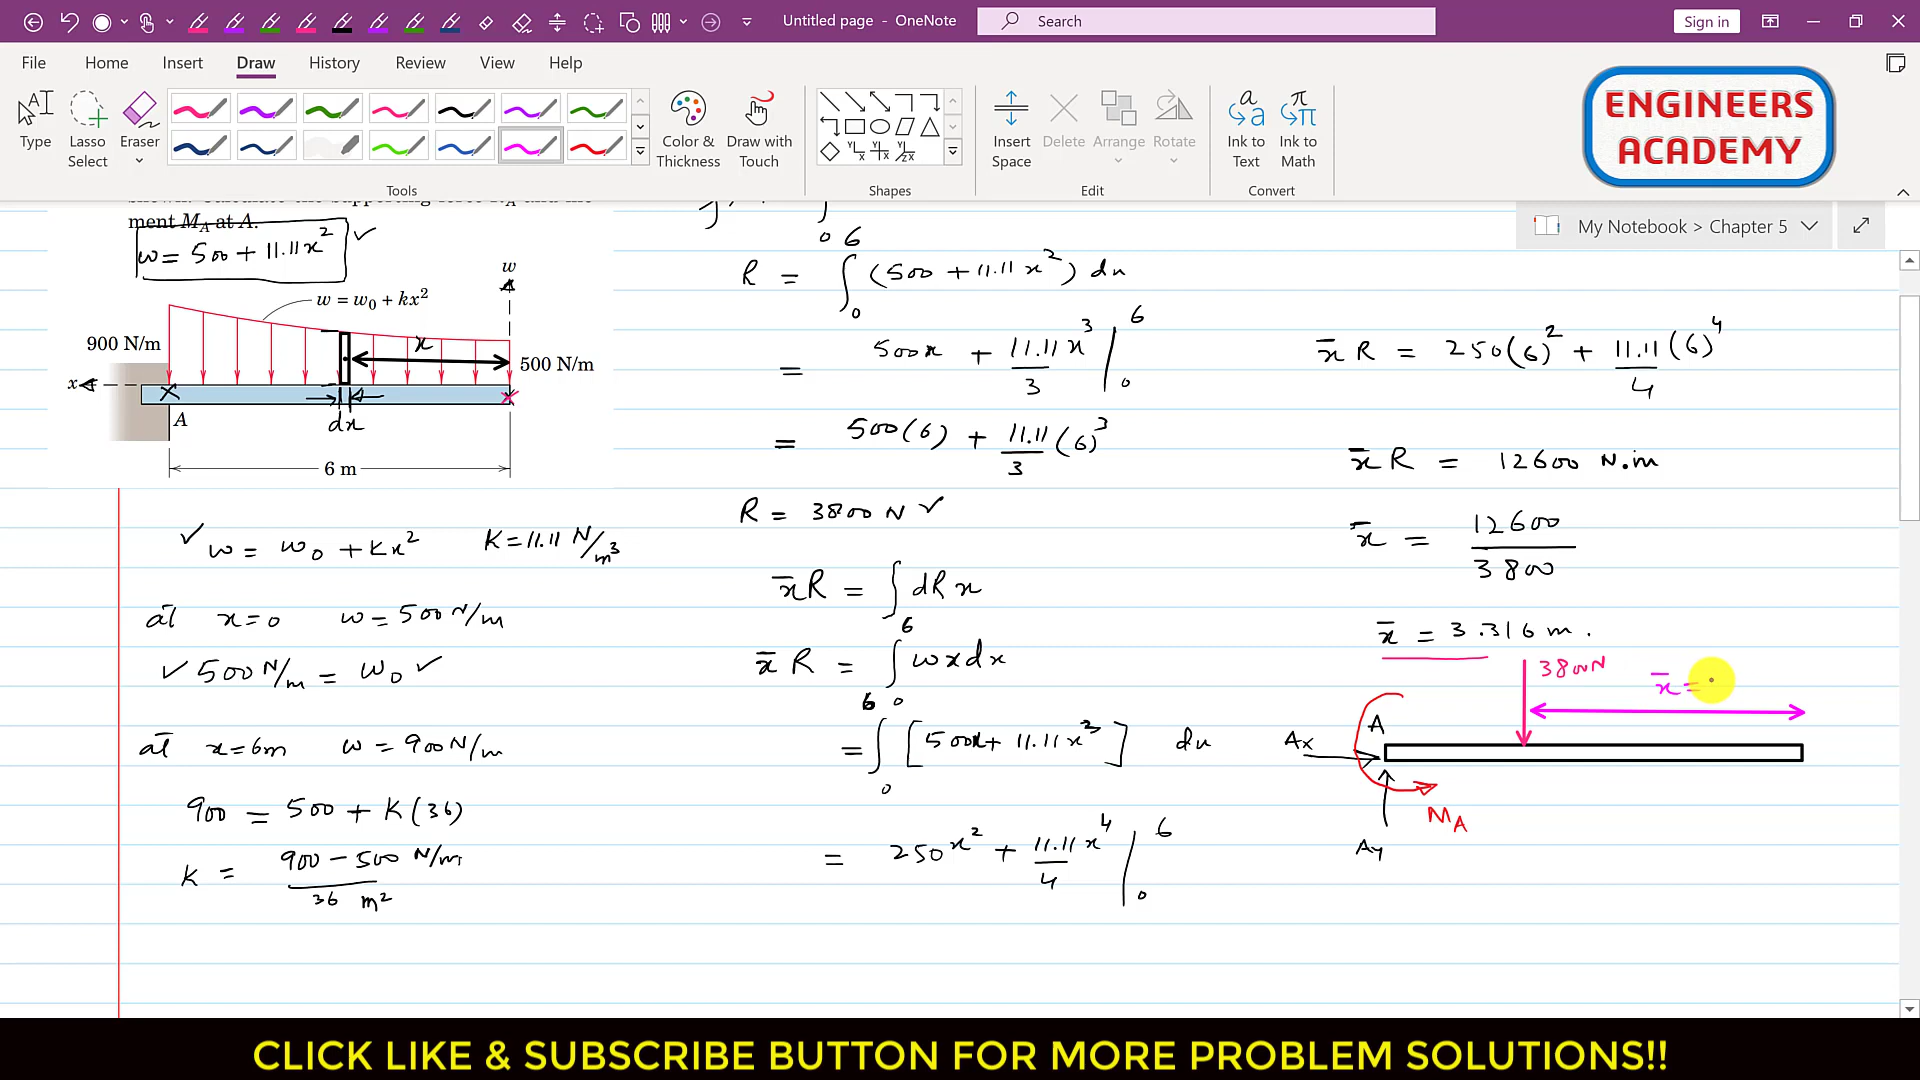 Untitled page - OneNote
Search
Sign in
File Home Insert Draw History Review View Help
Type
Lasso Select
Eraser
Color & Thickness
Draw with Touch
Insert Space
Delete
Arrange
Rotate
Ink to Text
Ink to Math
Tools
Shapes
Edit
Convert
ENGINEERS
ACADEMY
My Notebook > Chapter 5
ment M_A at A.
w = 500 + 11.11x²
w
w = w₀ + kx²
900 N/m
x
500 N/m
x
A
dx
6 m
✓ w = w₀ + Kx² K = 11.11 N/m³
at x=0 w = 500 N/m
✓ 500 N/m = w₀ ✓
at x=6m w = 900 N/m
900 = 500 + K(36)
K = 900 - 500 N/m / 36 m²
0
R = ∫₀⁶ (500 + 11.11x²) dx
= 500x + 11.11x³/3 |₀⁶
= 500(6) + 11.11/3 (6)³
R = 3800 N ✓
x̄R = ∫ dR x
x̄ R = ∫₀⁶ wxdx
= ∫₀⁶ [500x + 11.11x³] dx
= 250x² + 11.11x⁴/4 |₀⁶
x̄ R = 250(6)² + 11.11(6)⁴/4
x̄ R = 12600 N.m
x̄ = 12600/3800
x̄ = 3.316 m.
3800N
x̄ =
A
Ax
M_A
Ay
CLICK LIKE & SUBSCRIBE BUTTON FOR MORE PROBLEM SOLUTIONS!!